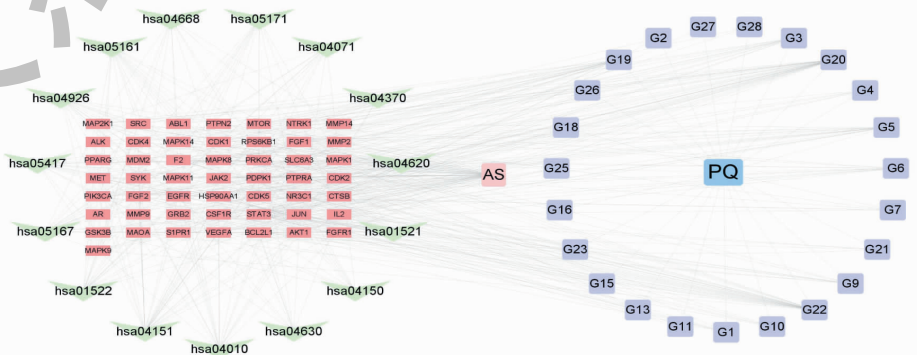 hsa04668
hsa05171
hsa05161
hsa04071
hsa04926
hsa04370
MAP2K1 SRC ABL1 PTPN2 MTOR NTRK1 MMP14
ALK CDK4 MAPK14 CDK1 RPS6KB1 FGF1 MMP2
PPARG MDM2 F2 MAPK8 PRKCA SLC6A3 MAPK1
MET SYK MAPK11 JAK2 PDPK1 PTPRA CDK2
PIK3CA FGF2 EGFR HSP90AA1 CDK5 NR3C1 CTSB
AR MMP9 GRB2 CSF1R STAT3 JUN IL2
GSK3B MAOA S1PR1 VEGFA BCL2L1 AKT1 FGFR1
MAPK9
hsa05417
hsa04620
hsa05167
hsa01521
hsa01522
hsa04150
hsa04151
hsa04630
hsa04010
AS
PQ
G27
G28
G2
G3
G19
G20
G26
G4
G18
G5
G25
G6
G16
G7
G23
G21
G15
G9
G13
G22
G11
G1
G10